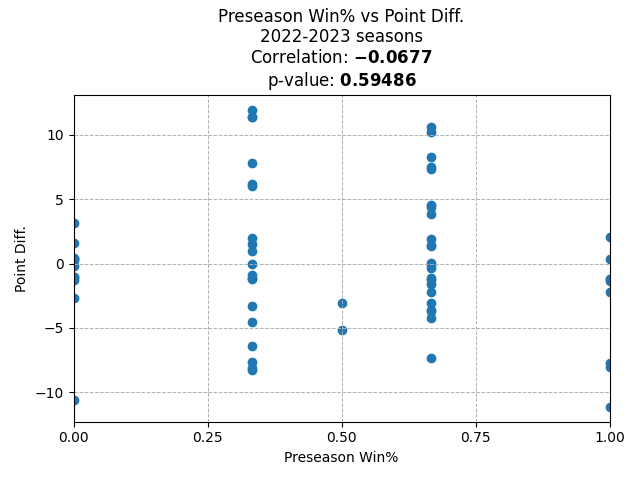 Preseason Win% vs Point Diff.
2022-2023 seasons
Correlation: −0.0677
p-value: 0.59486
10
5
0
−5
−10
Point Diff.
0.00 0.25 0.50 0.75 1.00
Preseason Win%